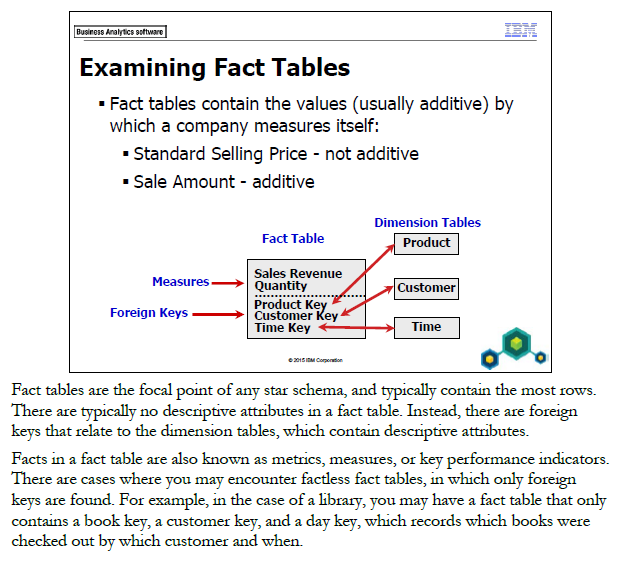 Business Analytics software
IBM
Examining Fact Tables
▪ Fact tables contain the values (usually additive) by
which a company measures itself:
▪ Standard Selling Price - not additive
▪ Sale Amount - additive
Dimension Tables
Fact Table
Product
Measures
Sales Revenue
Quantity
Customer
Foreign Keys
Product Key
Customer Key
Time Key
Time
© 2015 IBM Corporation
Fact tables are the focal point of any star schema, and typically contain the most rows.
There are typically no descriptive attributes in a fact table. Instead, there are foreign
keys that relate to the dimension tables, which contain descriptive attributes.
Facts in a fact table are also known as metrics, measures, or key performance indicators.
There are cases where you may encounter factless fact tables, in which only foreign
keys are found. For example, in the case of a library, you may have a fact table that only
contains a book key, a customer key, and a day key, which records which books were
checked out by which customer and when.